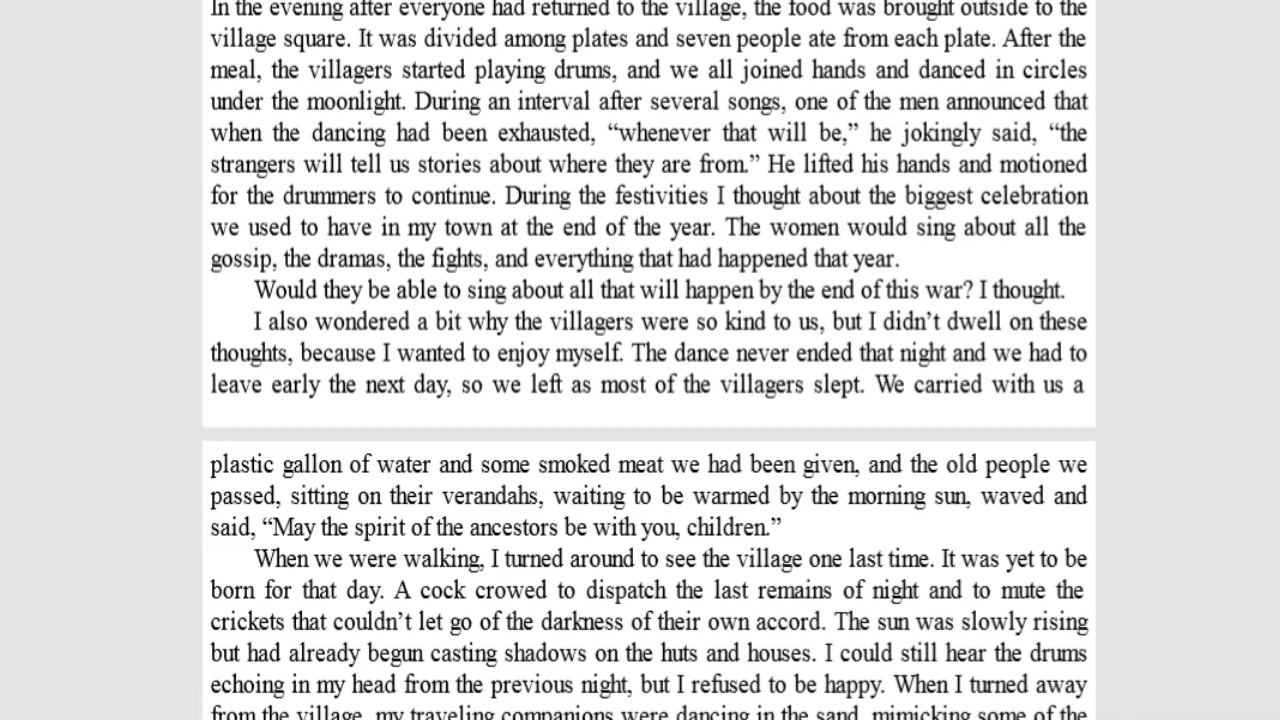 In the evening after everyone had returned to the village, the food was brought outside to the
village square. It was divided among plates and seven people ate from each plate. After the
meal, the villagers started playing drums, and we all joined hands and danced in circles
under the moonlight. During an interval after several songs, one of the men announced that
when the dancing had been exhausted, “whenever that will be,” he jokingly said, “the
strangers will tell us stories about where they are from.” He lifted his hands and motioned
for the drummers to continue. During the festivities I thought about the biggest celebration
we used to have in my town at the end of the year. The women would sing about all the
gossip, the dramas, the fights, and everything that had happened that year.
Would they be able to sing about all that will happen by the end of this war? I thought.
I also wondered a bit why the villagers were so kind to us, but I didn’t dwell on these
thoughts, because I wanted to enjoy myself. The dance never ended that night and we had to
leave early the next day, so we left as most of the villagers slept. We carried with us a
plastic gallon of water and some smoked meat we had been given, and the old people we
passed, sitting on their verandahs, waiting to be warmed by the morning sun, waved and
said, “May the spirit of the ancestors be with you, children.”
When we were walking, I turned around to see the village one last time. It was yet to be
born for that day. A cock crowed to dispatch the last remains of night and to mute the
crickets that couldn’t let go of the darkness of their own accord. The sun was slowly rising
but had already begun casting shadows on the huts and houses. I could still hear the drums
echoing in my head from the previous night, but I refused to be happy. When I turned away
from the village, my traveling companions were dancing in the sand, mimicking some of the